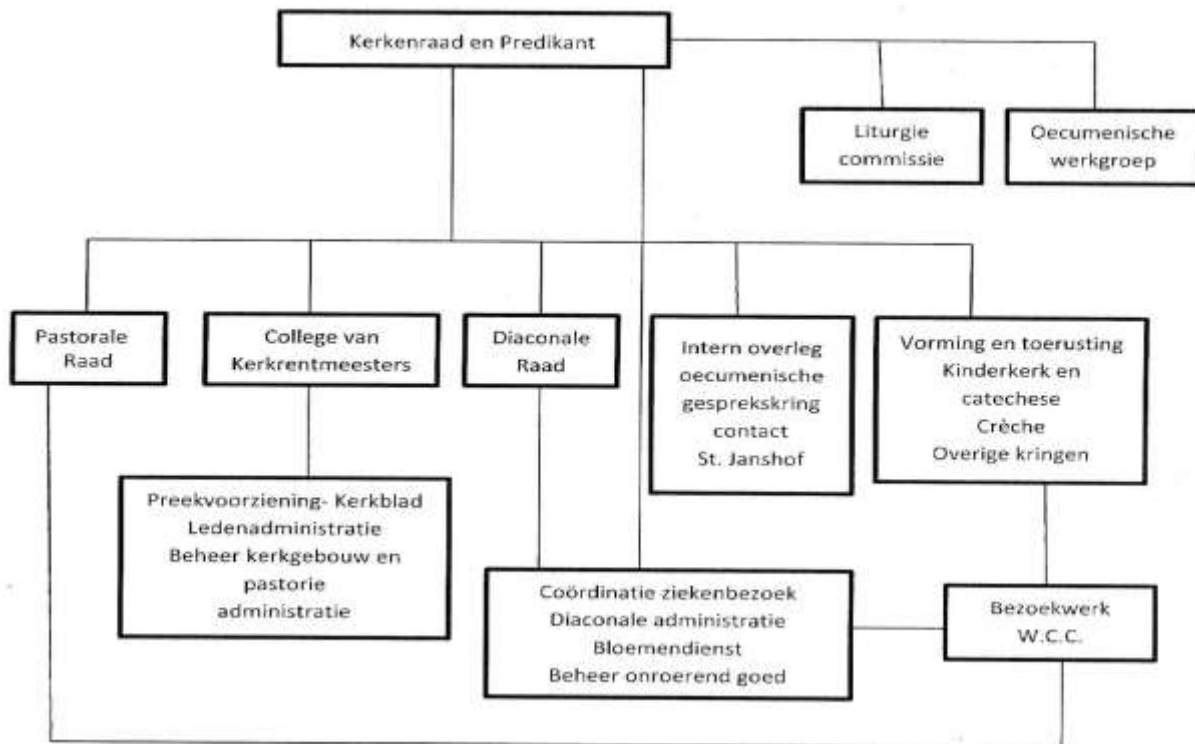 Kerkenraad en Predikant
Liturgie
commissie
Oecumenische
werkgroep
Pastorale
Raad
College van
Kerkrentmeesters
Diaconale
Raad
Intern overleg
oecumenische
gesprekskring
contact
St. Janshof
Vorming en toerusting
Kinderkerk en
catechese
Crèche
Overige kringen
Preekvoorziening- Kerkblad
Ledenadministratie
Beheer kerkgebouw en
pastorie
administratie
Coördinatie ziekenbezoek
Diaconale administratie
Bloemendienst
Beheer onroerend goed
Bezoekwerk
W.C.C.